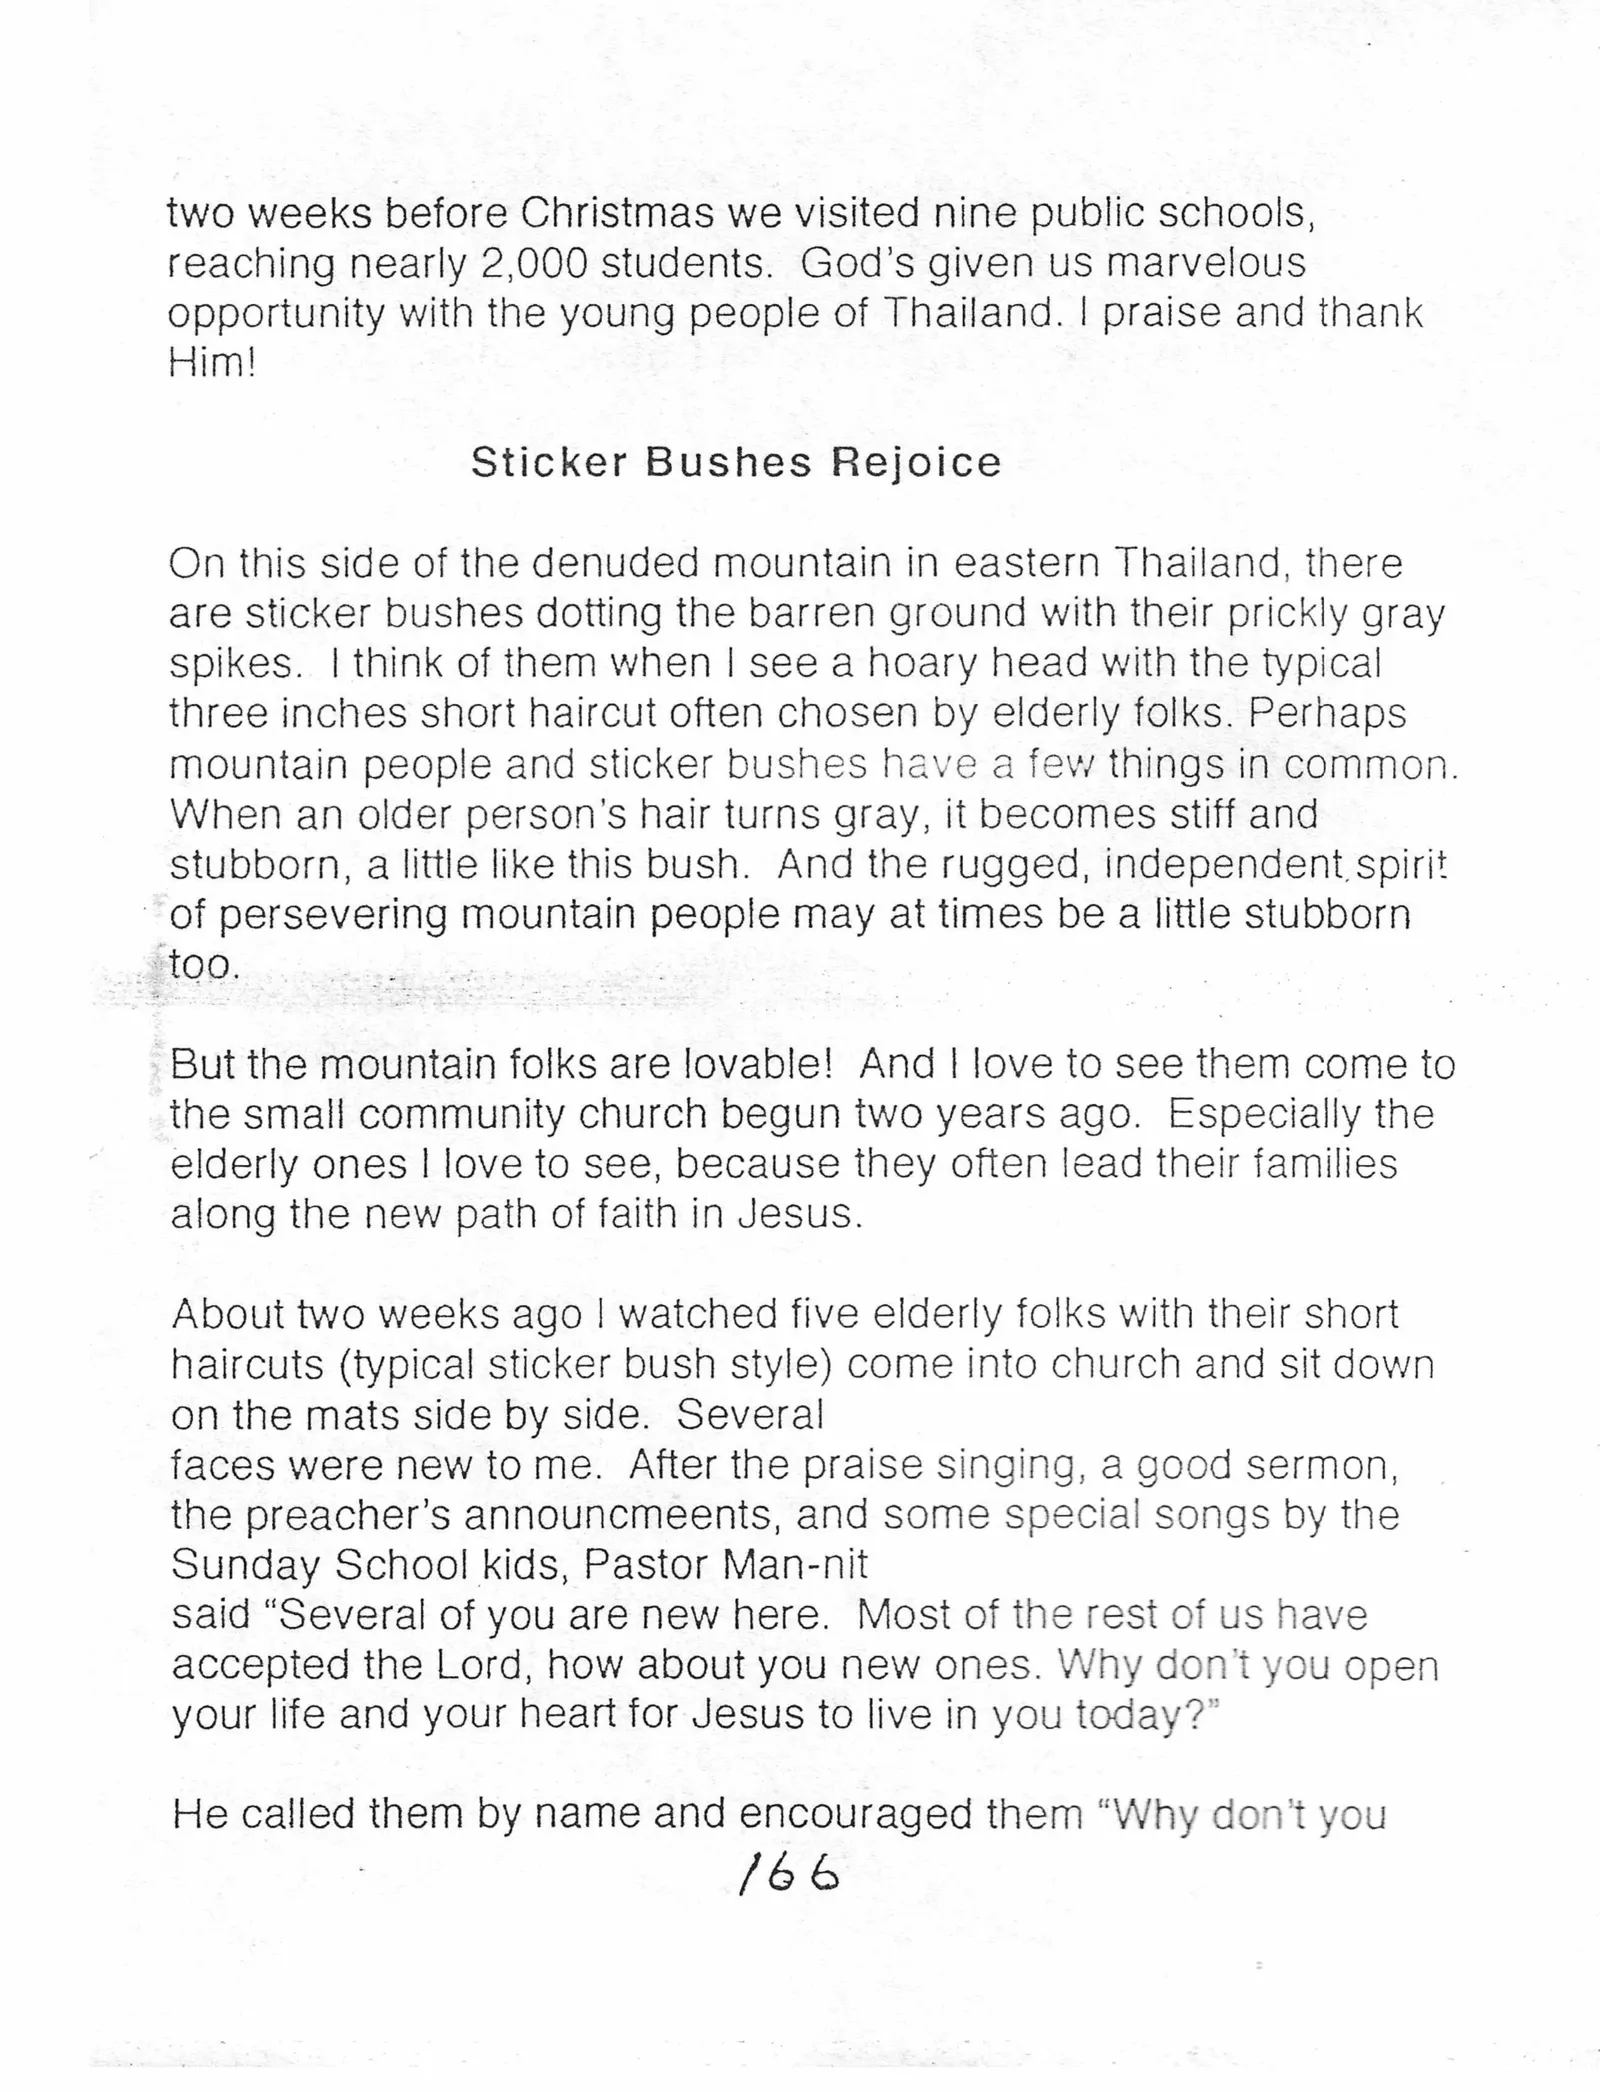 two weeks before Christmas we visited nine public schools,
reaching nearly 2,000 students.  God's given us marvelous
opportunity with the young people of Thailand. I praise and thank
Him!
Sticker Bushes Rejoice
On this side of the denuded mountain in eastern Thailand, there
are sticker bushes dotting the barren ground with their prickly gray
spikes.  I think of them when I see a hoary head with the typical
three inches short haircut often chosen by elderly folks. Perhaps
mountain people and sticker bushes have a few things in common.
When an older person's hair turns gray, it becomes stiff and
stubborn, a little like this bush.  And the rugged, independent spirit
of persevering mountain people may at times be a little stubborn
too.
But the mountain folks are lovable!  And I love to see them come to
the small community church begun two years ago.  Especially the
elderly ones I love to see, because they often lead their families
along the new path of faith in Jesus.
About two weeks ago I watched five elderly folks with their short
haircuts (typical sticker bush style) come into church and sit down
on the mats side by side.  Several
faces were new to me.  After the praise singing, a good sermon,
the preacher's announcmeents, and some special songs by the
Sunday School kids, Pastor Man-nit
said “Several of you are new here.  Most of the rest of us have
accepted the Lord, how about you new ones. Why don't you open
your life and your heart for Jesus to live in you today?”
He called them by name and encouraged them “Why don't you
166